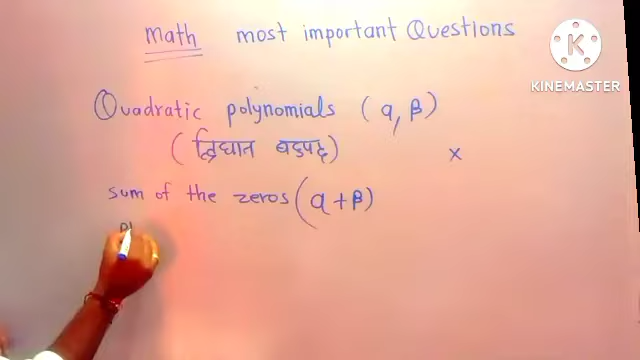 Math most important Questions
KINEMASTER
Quadratic polynomials (α, β)
(द्विघात बहुपद)
x
sum of the zeros (α + β)